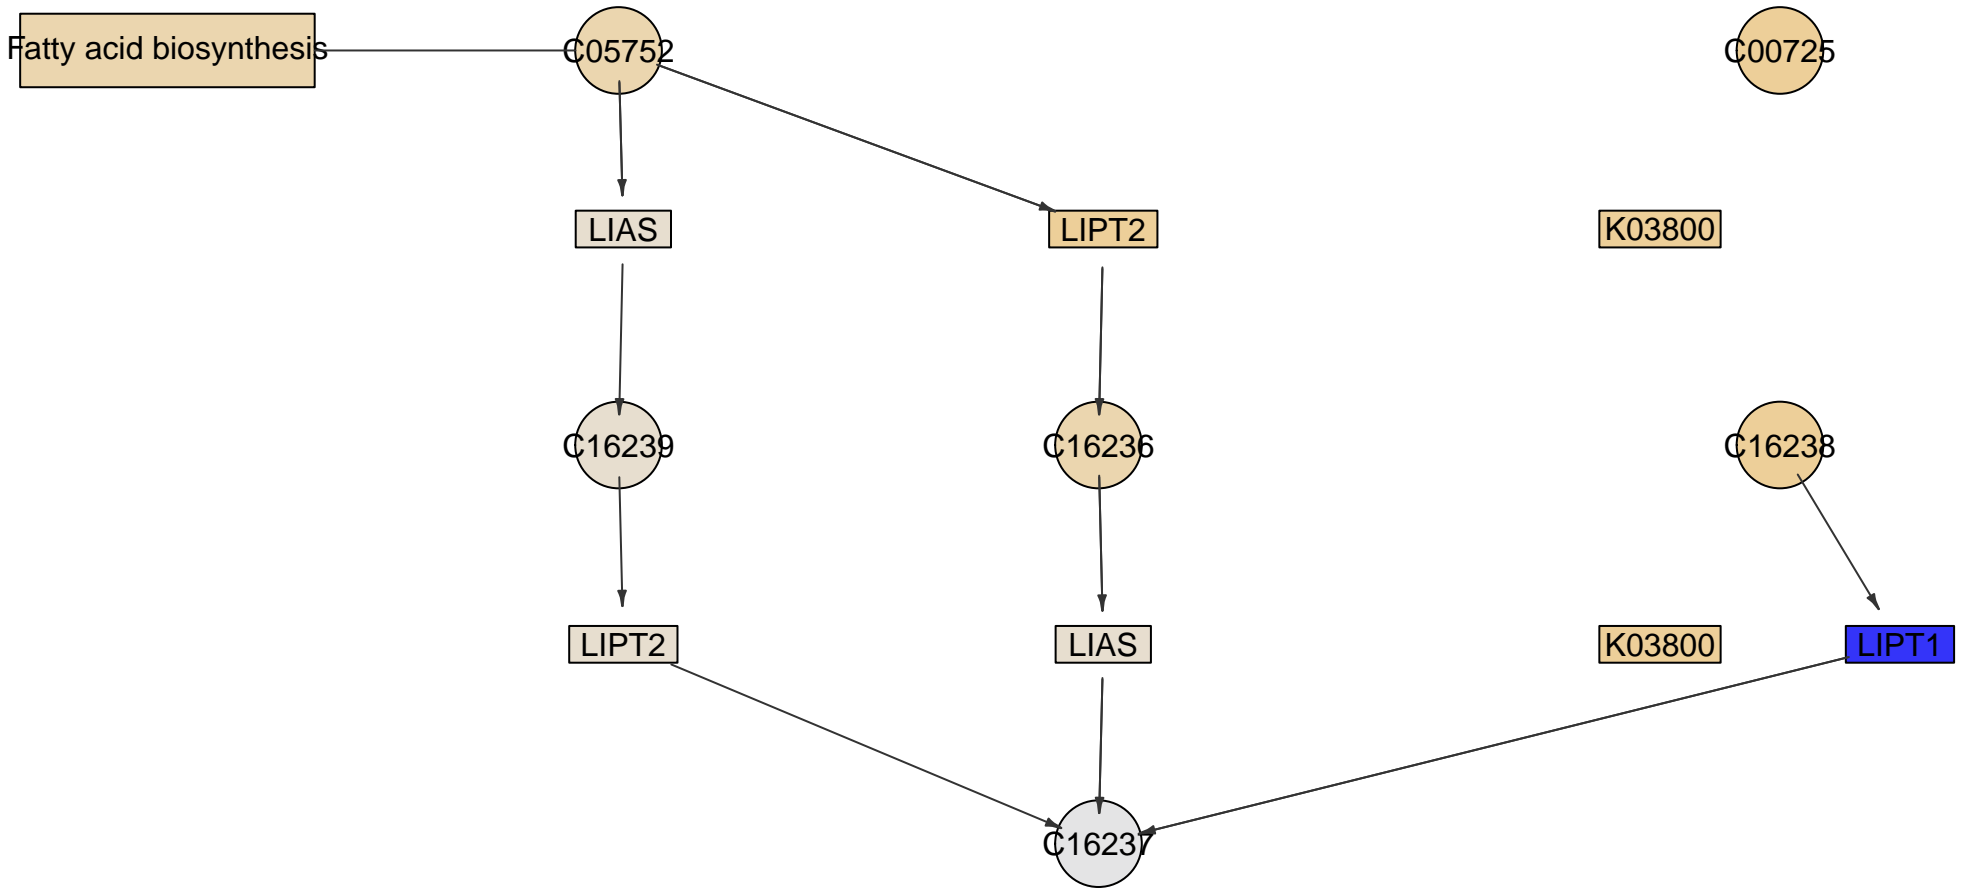 Fatty acid biosynthesis
C05752
C00725
LIAS
LIPT2
K03800
C16239
C16236
C16238
LIPT2
LIAS
K03800
LIPT1
C16237